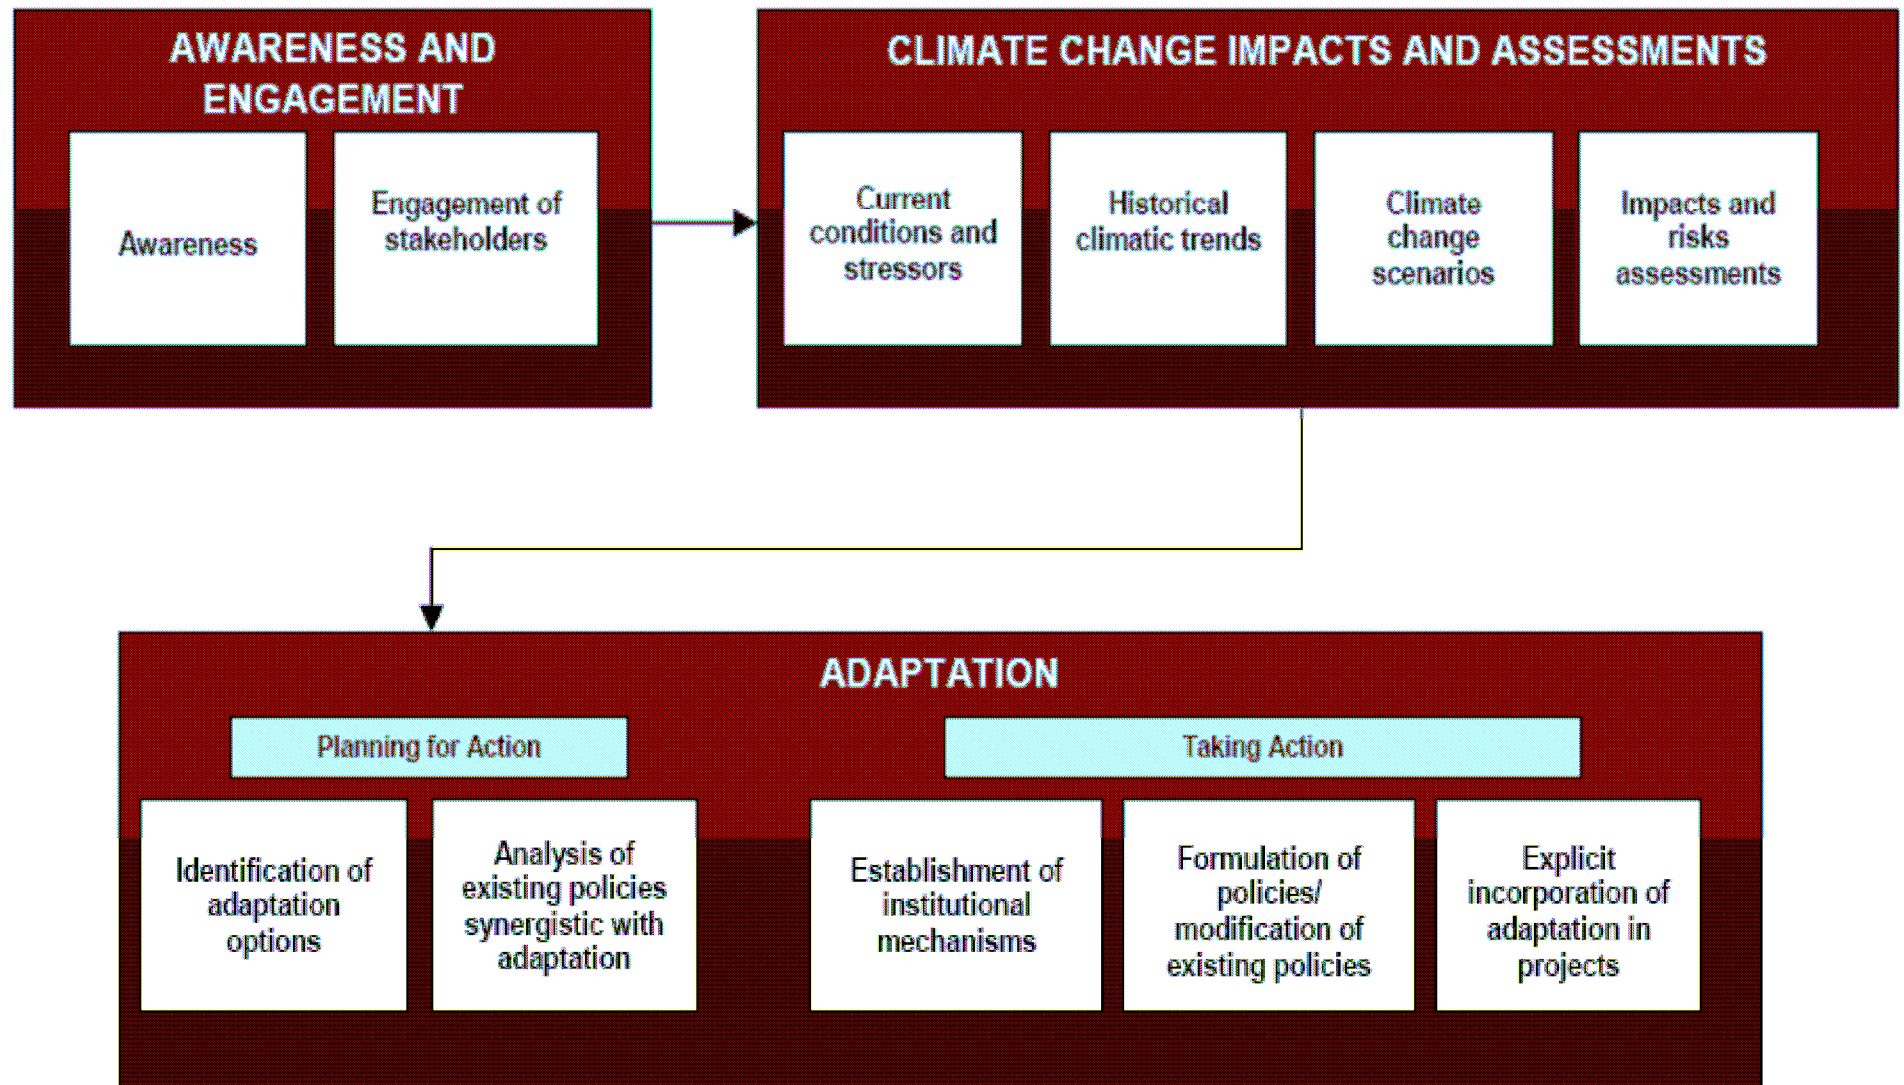 AWARENESS AND
ENGAGEMENT
Awareness
Engagement of
stakeholders
CLIMATE CHANGE IMPACTS AND ASSESSMENTS
Current
conditions and
stressors
Historical
climatic trends
Climate
change
scenarios
Impacts and
risks
assessments
ADAPTATION
Planning for Action
Identification of
adaptation
options
Analysis of
existing policies
synergistic with
adaptation
Taking Action
Establishment of
institutional
mechanisms
Formulation of
policies/
modification of
existing policies
Explicit
incorporation of
adaptation in
projects